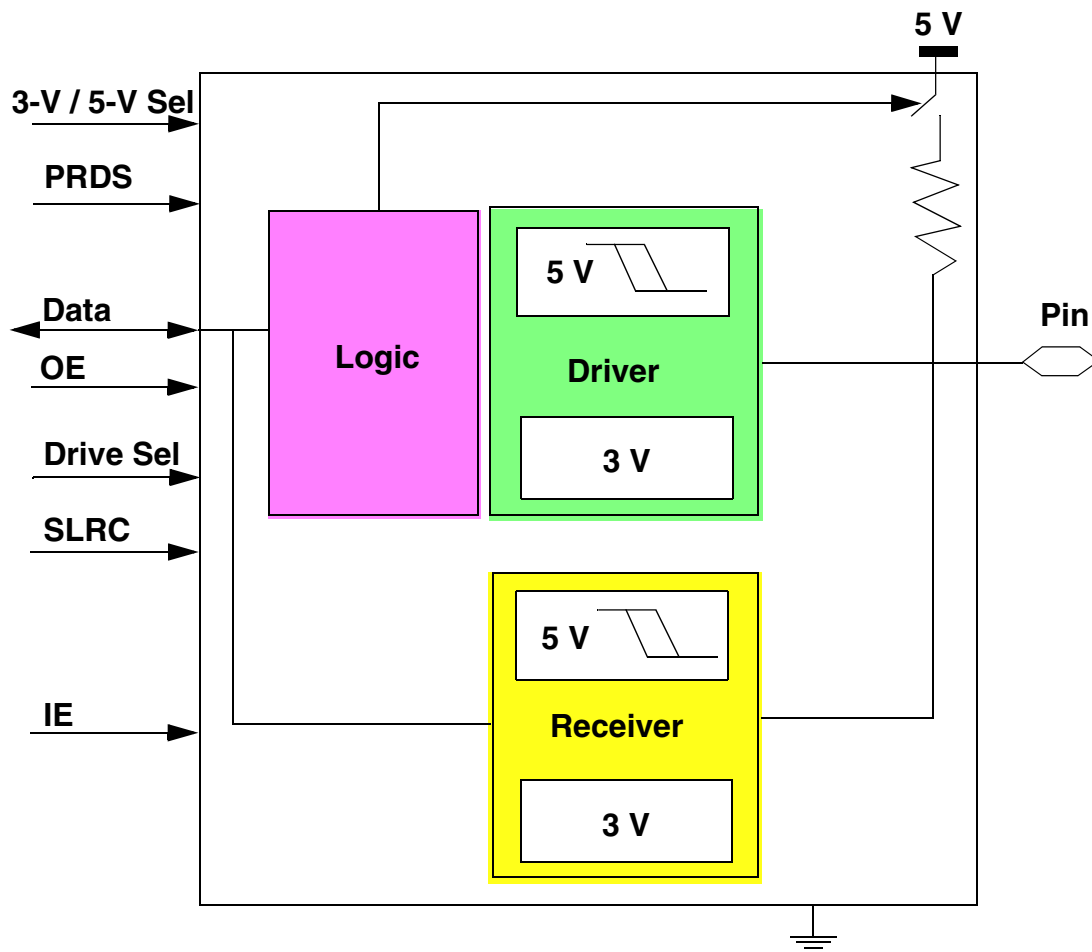 5 V
3-V / 5-V Sel
PRDS
Data
OE
Drive Sel
SLRC
IE
Logic
5 V
Driver
3 V
Pin
5 V
Receiver
3 V